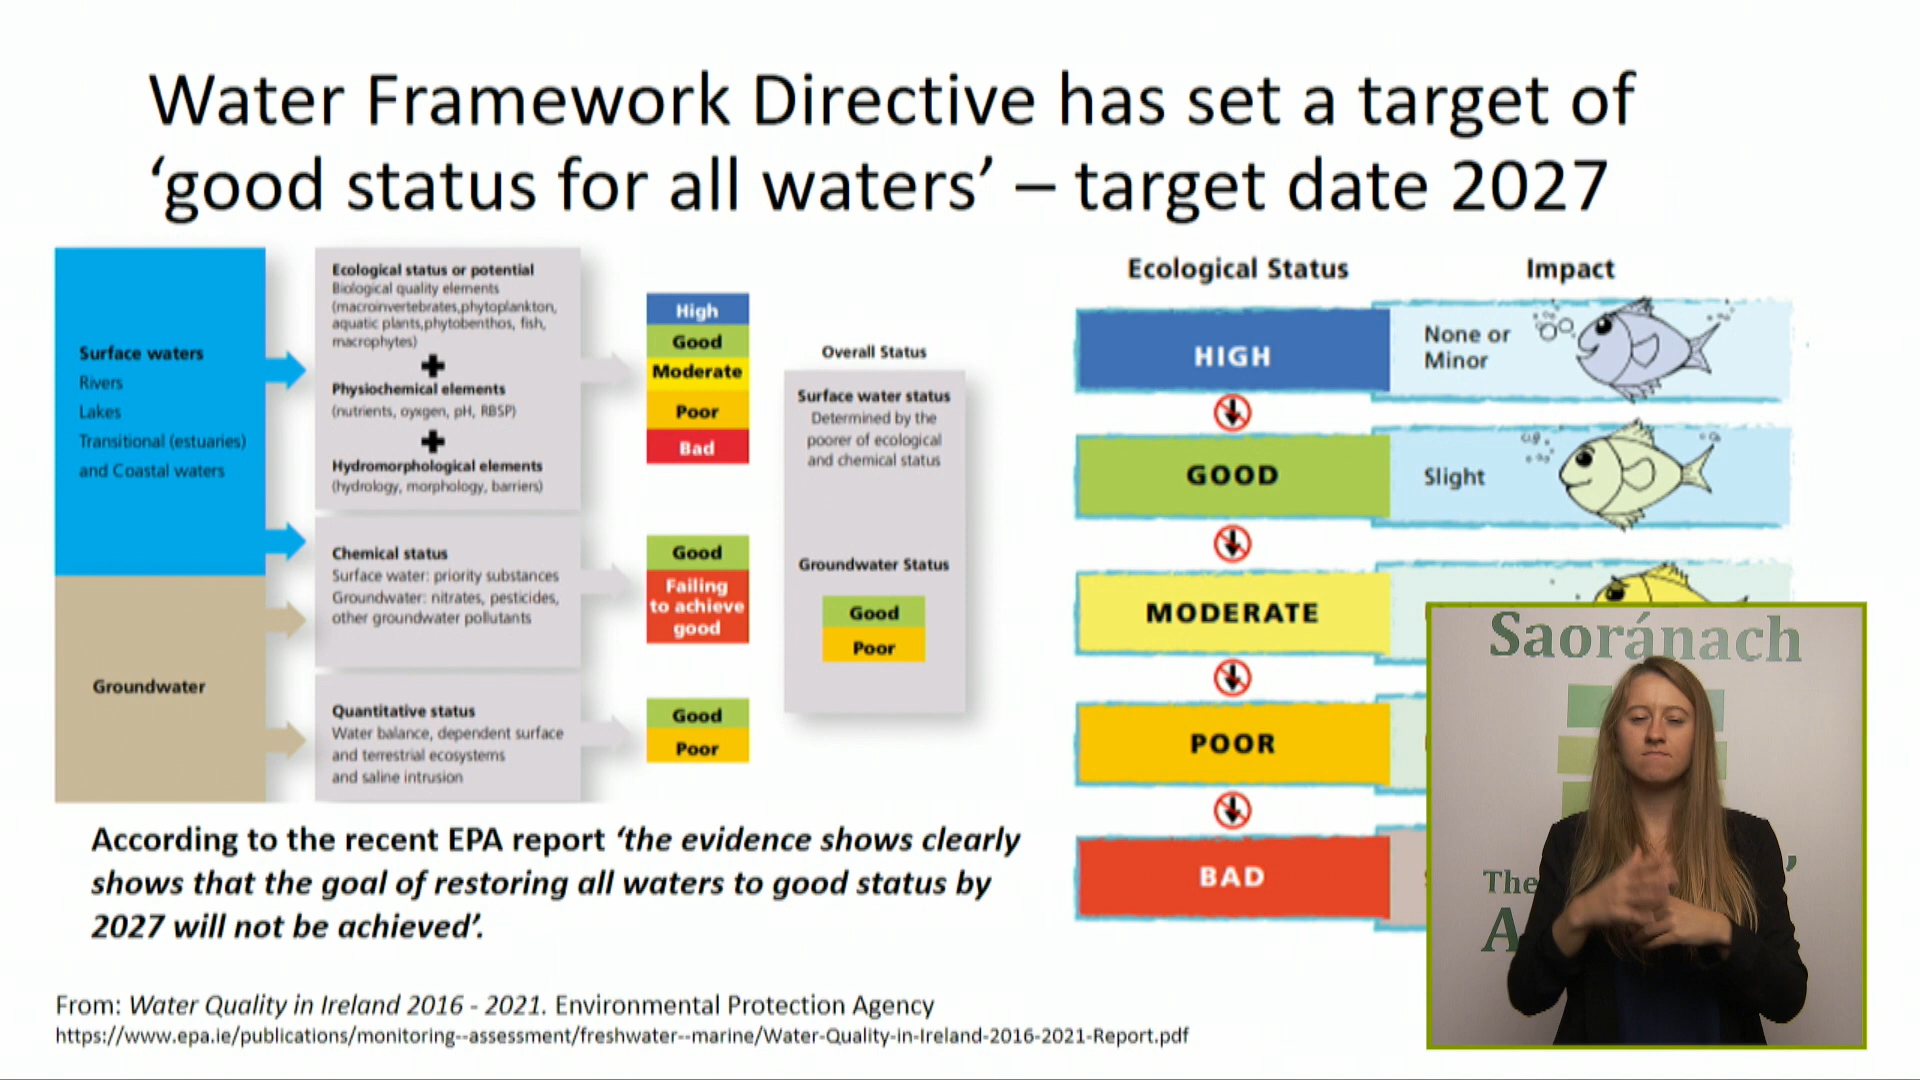 Water Framework Directive has set a target of
‘good status for all waters’ – target date 2027
Surface waters
Rivers
Lakes
Transitional (estuaries)
and Coastal waters
Groundwater
Ecological status or potential
Biological quality elements
(macroinvertebrates,phytoplankton,
aquatic plants,phytobenthos, fish,
macrophytes)
Physiochemical elements
(nutrients, oyxgen, pH, RBSP)
Hydromorphological elements
(hydrology, morphology, barriers)
Chemical status
Surface water: priority substances
Groundwater: nitrates, pesticides,
other groundwater pollutants
Quantitative status
Water balance, dependent surface
and terrestrial ecosystems
and saline intrusion
High
Good
Moderate
Poor
Bad
Good
Failing
to achieve
good
Good
Poor
Overall Status
Surface water status
Determined by the
poorer of ecological
and chemical status
Groundwater Status
Good
Poor
Ecological Status
Impact
HIGH
None or
Minor
GOOD
Slight
MODERATE
POOR
BAD
According to the recent EPA report ‘the evidence shows clearly
shows that the goal of restoring all waters to good status by
2027 will not be achieved’.
From: Water Quality in Ireland 2016 - 2021. Environmental Protection Agency
https://www.epa.ie/publications/monitoring--assessment/freshwater--marine/Water-Quality-in-Ireland-2016-2021-Report.pdf
Saoránach
The